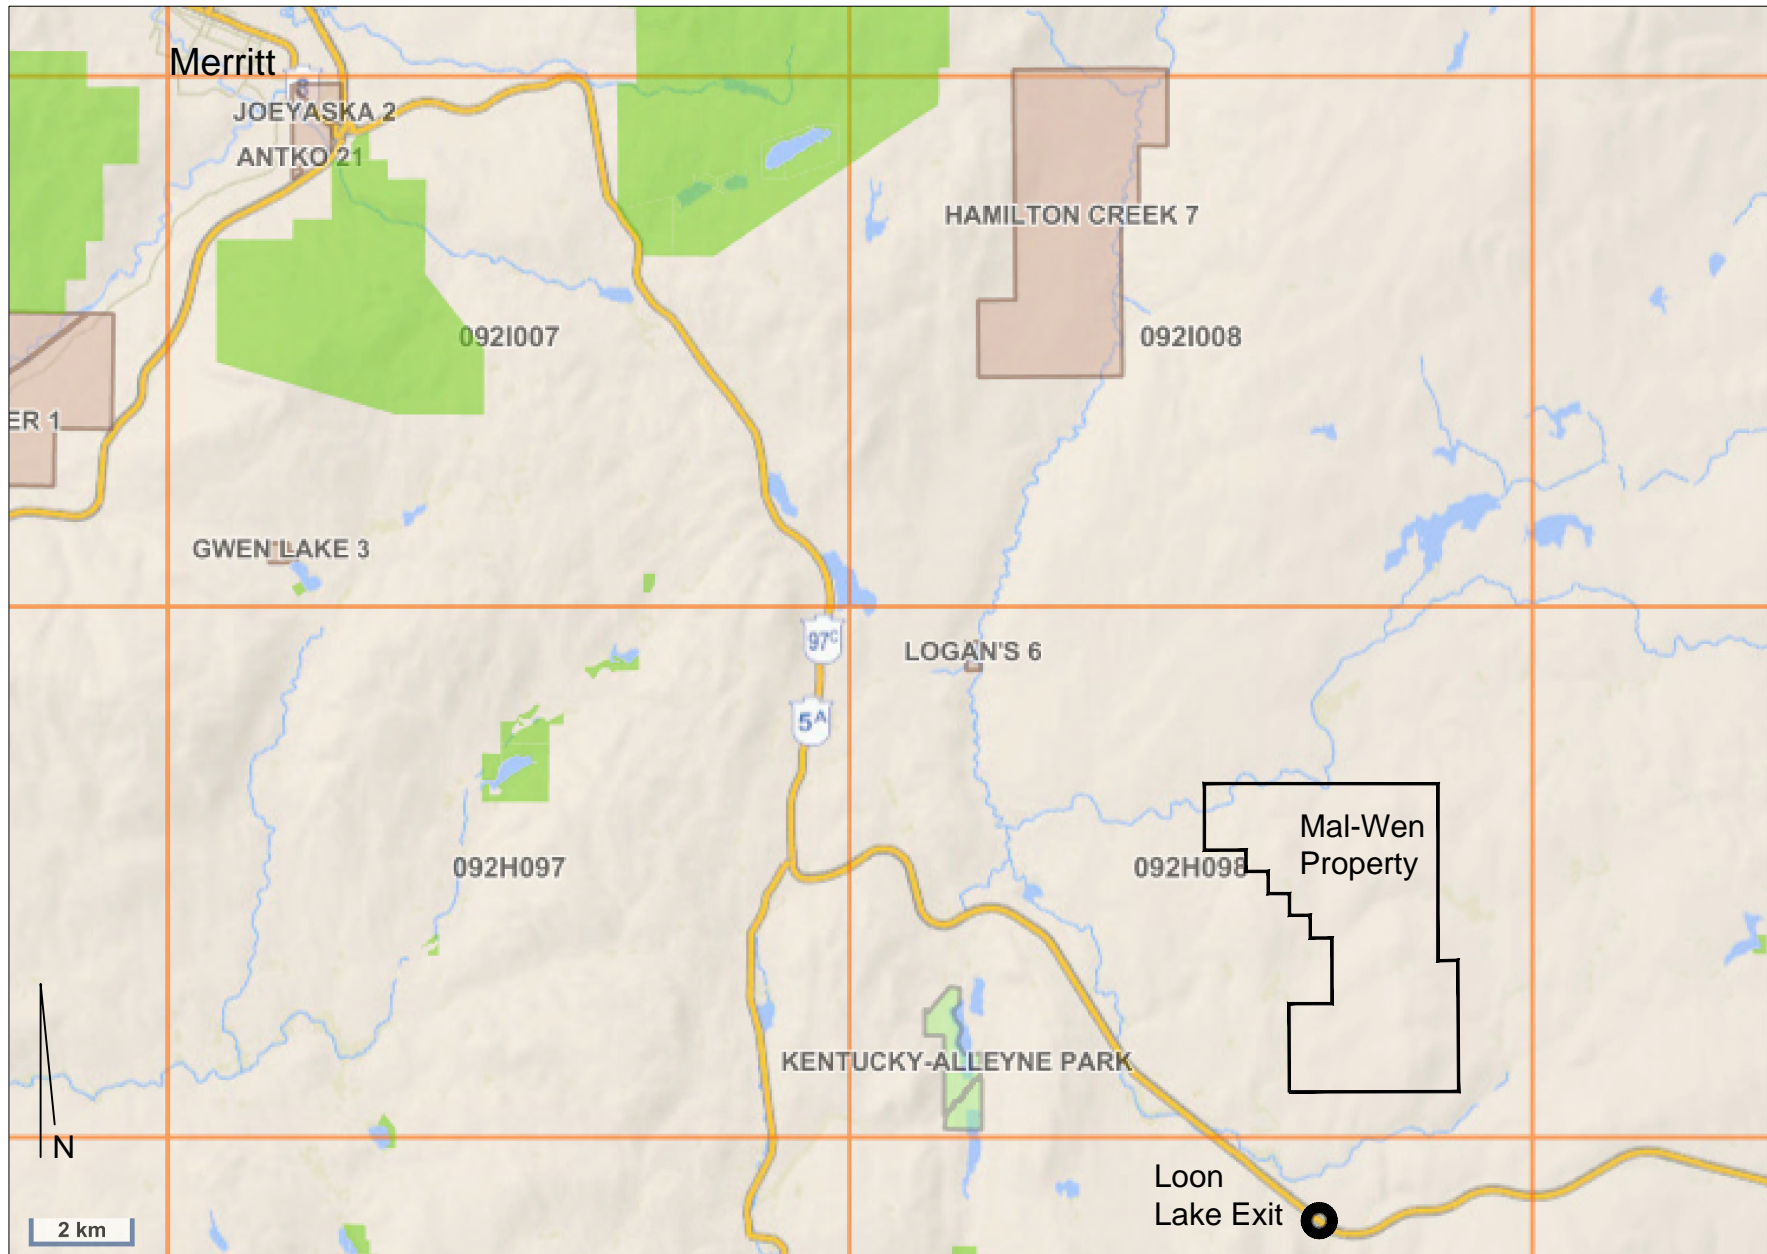 Merritt
8
JOEYASKA 2
ANTKO 21
HAMILTON CREEK 7
092I007
092I008
ER 1
GWEN LAKE 3
97C
LOGAN'S 6
5A
Mal-Wen
Property
092H097
092H098
KENTUCKY-ALLEYNE PARK
N
Loon
Lake Exit
2 km